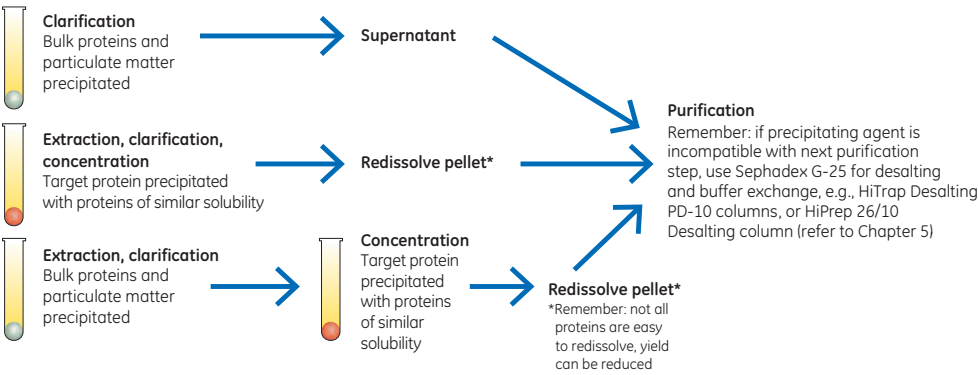 Clarification
Bulk proteins and
particulate matter
precipitated
Supernatant
Extraction, clarification,
concentration
Target protein precipitated
with proteins of similar solubility
Redissolve pellet*
Extraction, clarification
Bulk proteins and
particulate matter
precipitated
Concentration
Target protein
precipitated
with proteins
of similar
solubility
Redissolve pellet*
*Remember: not all
proteins are easy
to redissolve, yield
can be reduced
Purification
Remember: if precipitating agent is
incompatible with next purification
step, use Sephadex G-25 for desalting
and buffer exchange, e.g., HiTrap Desalting
PD-10 columns, or HiPrep 26/10
Desalting column (refer to Chapter 5)